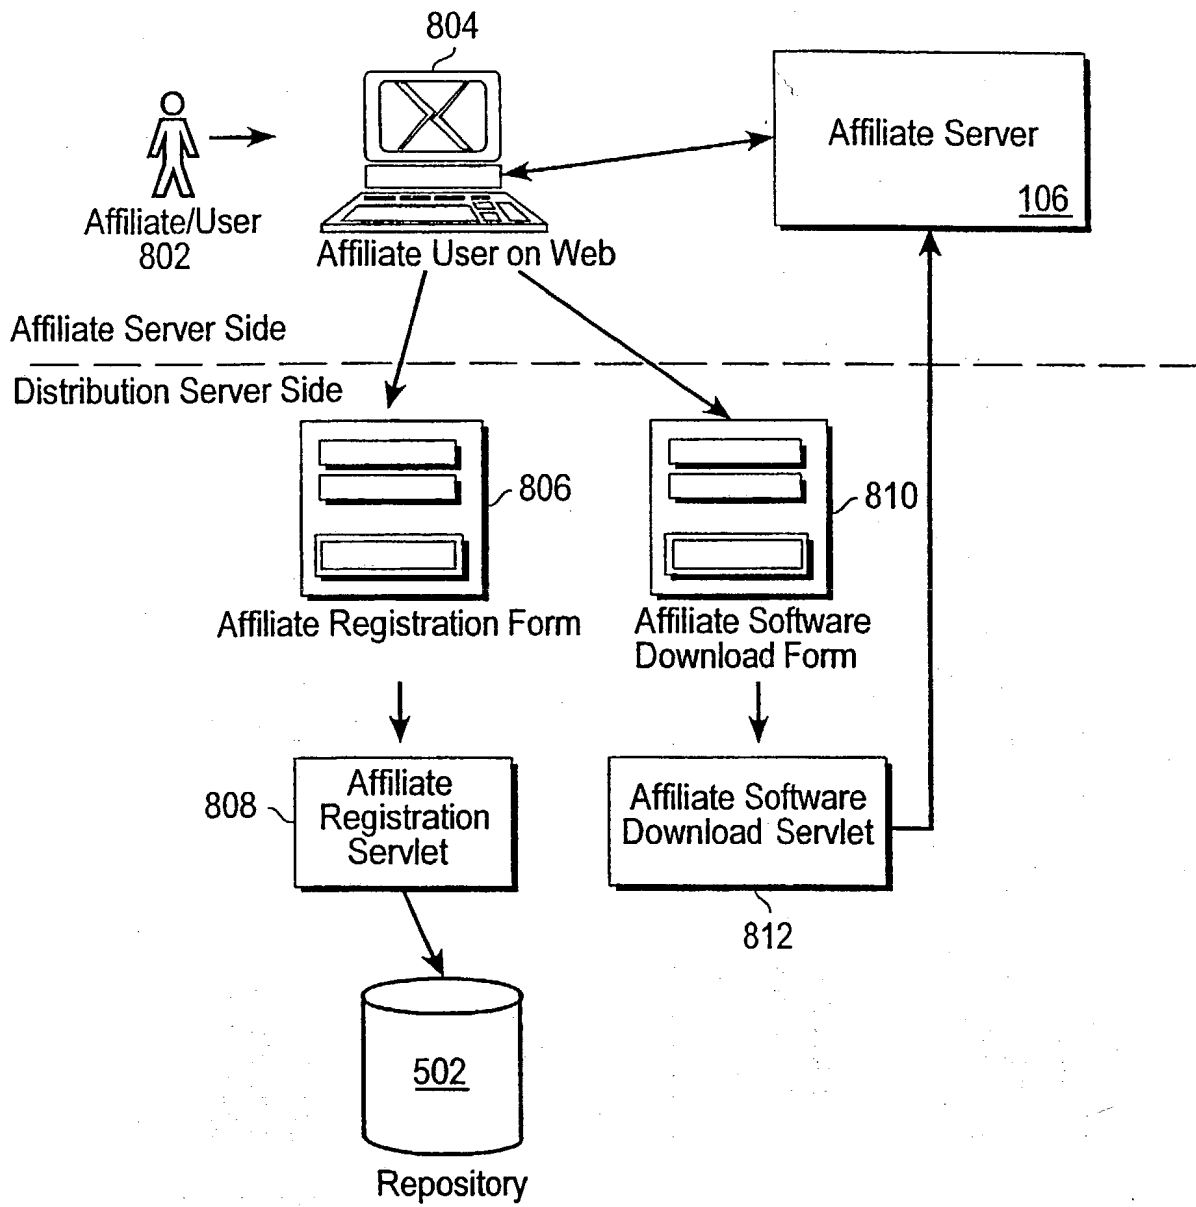 804
Affiliate Server
106
Affiliate/User
802
Affiliate User on Web
Affiliate Server Side
Distribution Server Side
806
810
Affiliate Registration Form
Affiliate Software
Download Form
808
Affiliate
Registration
Servlet
Affiliate Software
Download Servlet
812
502
Repository